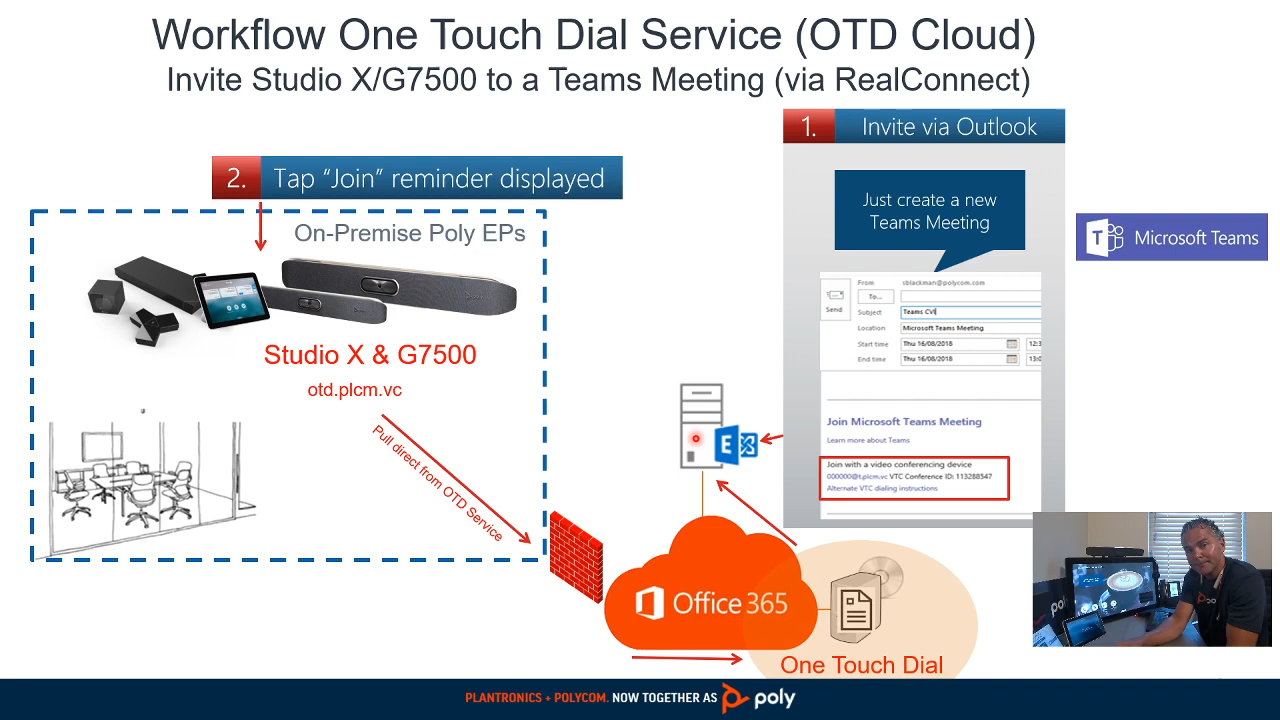 Workflow One Touch Dial Service (OTD Cloud)
Invite Studio X/G7500 to a Teams Meeting (via RealConnect)
1. Invite via Outlook
2. Tap “Join” reminder displayed
Just create a new
Teams Meeting
On-Premise Poly EPs
T Microsoft Teams
From sblackman@polycom.com
To...
Send
Subject Teams CVI
Location Microsoft Teams Meeting
Start time Thu 16/08/2018 12:3
End time Thu 16/08/2018 13:0
Studio X & G7500
otd.plcm.vc
Pull direct from OTD Service
E
Join Microsoft Teams Meeting
Learn more about Teams
Join with a video conferencing device
000000@t.plcm.vc VTC Conference ID: 113288547
Alternate VTC dialing instructions
Office 365
One Touch Dial
poly
PLANTRONICS + POLYCOM. NOW TOGETHER AS poly